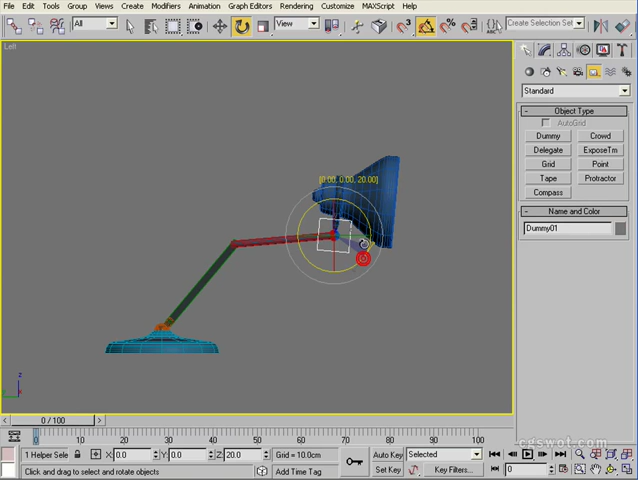 File Edit Tools Group Views Create Modifiers Animation Graph Editors Rendering Customize MAXScript Help
All View Create Selection Set
Left
Standard
- Object Type
AutoGrid
Dummy Crowd
Delegate ExposeTm
Grid Point
Tape Protractor
Compass
- Name and Color
Dummy01
[0.00, 0.00, 20.00]
z
0 / 100
0 10 20 30 40 50 60 70 80 90 100
cgswot.com
1 Helper Sele X: 0.0 Y: 0.0 Z: 20.0 Grid = 10.0cm Auto Key Selected
Click and drag to select and rotate objects Add Time Tag Set Key Key Filters... 0